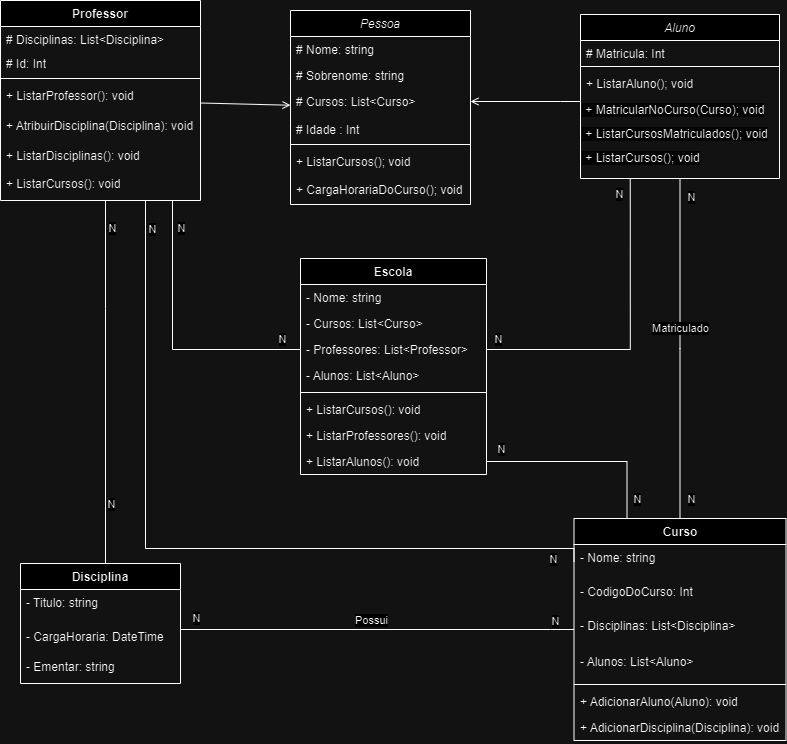 Professor
# Disciplinas: List<Disciplina>
# Id: Int
+ ListarProfessor(): void
+ AtribuirDisciplina(Disciplina): void
+ ListarDisciplinas(): void
+ ListarCursos(): void
Pessoa
# Nome: string
# Sobrenome: string
# Cursos: List<Curso>
# Idade : Int
+ ListarCursos(); void
+ CargaHorariaDoCurso(); void
Aluno
# Matricula: Int
+ ListarAluno(); void
+ MatricularNoCurso(Curso); void
+ ListarCursosMatriculados(); void
+ ListarCursos(); void
N
N
N
N
N
Escola
- Nome: string
- Cursos: List<Curso>
- Professores: List<Professor>
- Alunos: List<Aluno>
+ ListarCursos(): void
+ ListarProfessores(): void
+ ListarAlunos(): void
N
N
Matriculado
N
N
N
N
N
Disciplina
- Titulo: string
- CargaHoraria: DateTime
- Ementar: string
N
Possui
N
Curso
- Nome: string
- CodigoDoCurso: Int
- Disciplinas: List<Disciplina>
- Alunos: List<Aluno>
+ AdicionarAluno(Aluno): void
+ AdicionarDisciplina(Disciplina): void